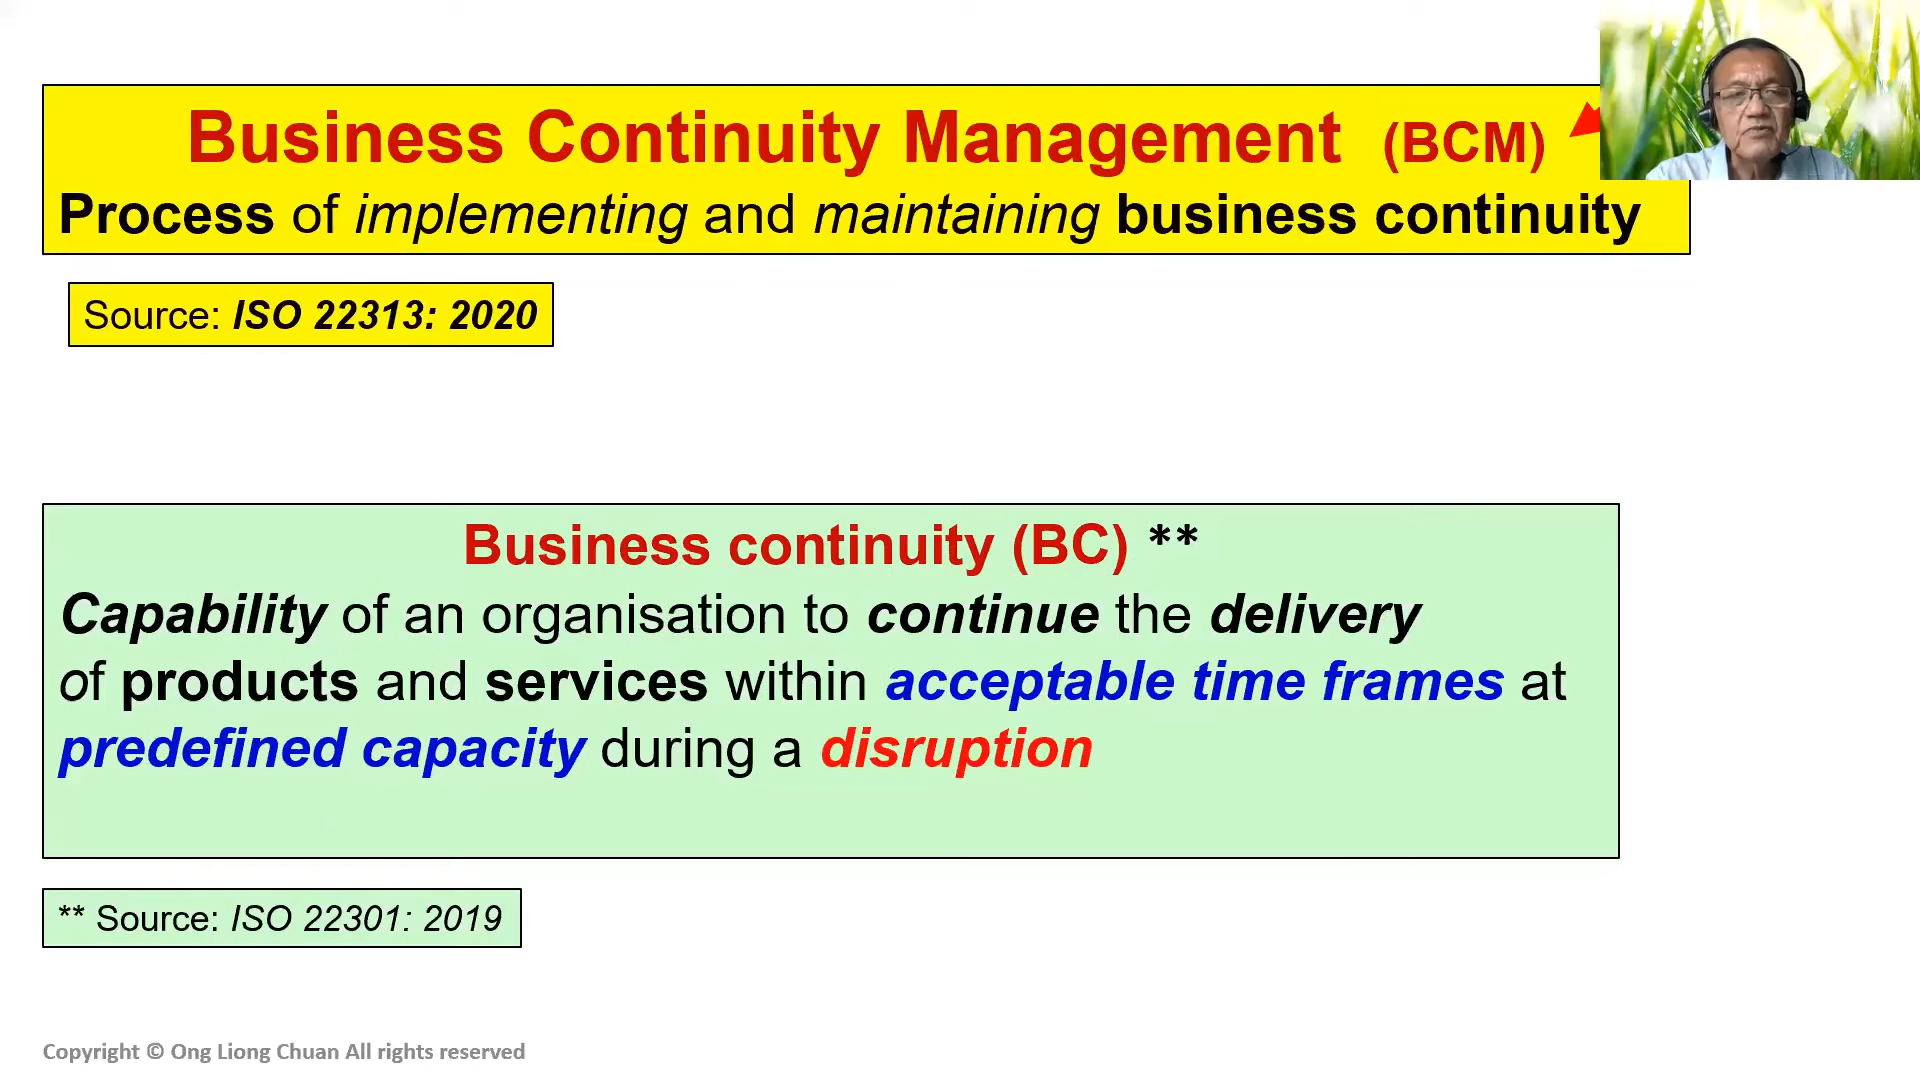 Business Continuity Management (BCM)
Process of implementing and maintaining business continuity
Source: ISO 22313: 2020
Business continuity (BC) **
Capability of an organisation to continue the delivery
of products and services within acceptable time frames at
predefined capacity during a disruption
** Source: ISO 22301: 2019
Copyright © Ong Liong Chuan All rights reserved